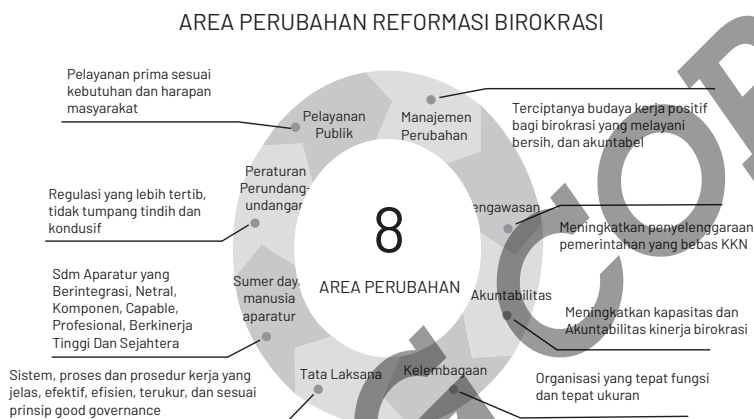 AREA PERUBAHAN REFORMASI BIROKRASI
Pelayanan prima sesuai
kebutuhan dan harapan
masyarakat
Pelayanan
Publik
Manajemen
Perubahan
Terciptanya budaya kerja positif
bagi birokrasi yang melayani
bersih, dan akuntabel
Peraturan
Perundang-
undangan
Regulasi yang lebih tertib,
tidak tumpang tindih dan
kondusif
engawasan
Meningkatkan penyelenggaraan
pemerintahan yang bebas KKN
8
AREA PERUBAHAN
Sdm Aparatur yang
Berintegrasi, Netral,
Komponen, Capable,
Profesional, Berkinerja
Tinggi Dan Sejahtera
Sumer daya
manusia
aparatur
Akuntabilitas
Meningkatkan kapasitas dan
Akuntabilitas kinerja birokrasi
Sistem, proses dan prosedur kerja yang
jelas, efektif, efisien, terukur, dan sesuai
prinsip good governance
Tata Laksana
Kelembagaan
Organisasi yang tepat fungsi
dan tepat ukuran